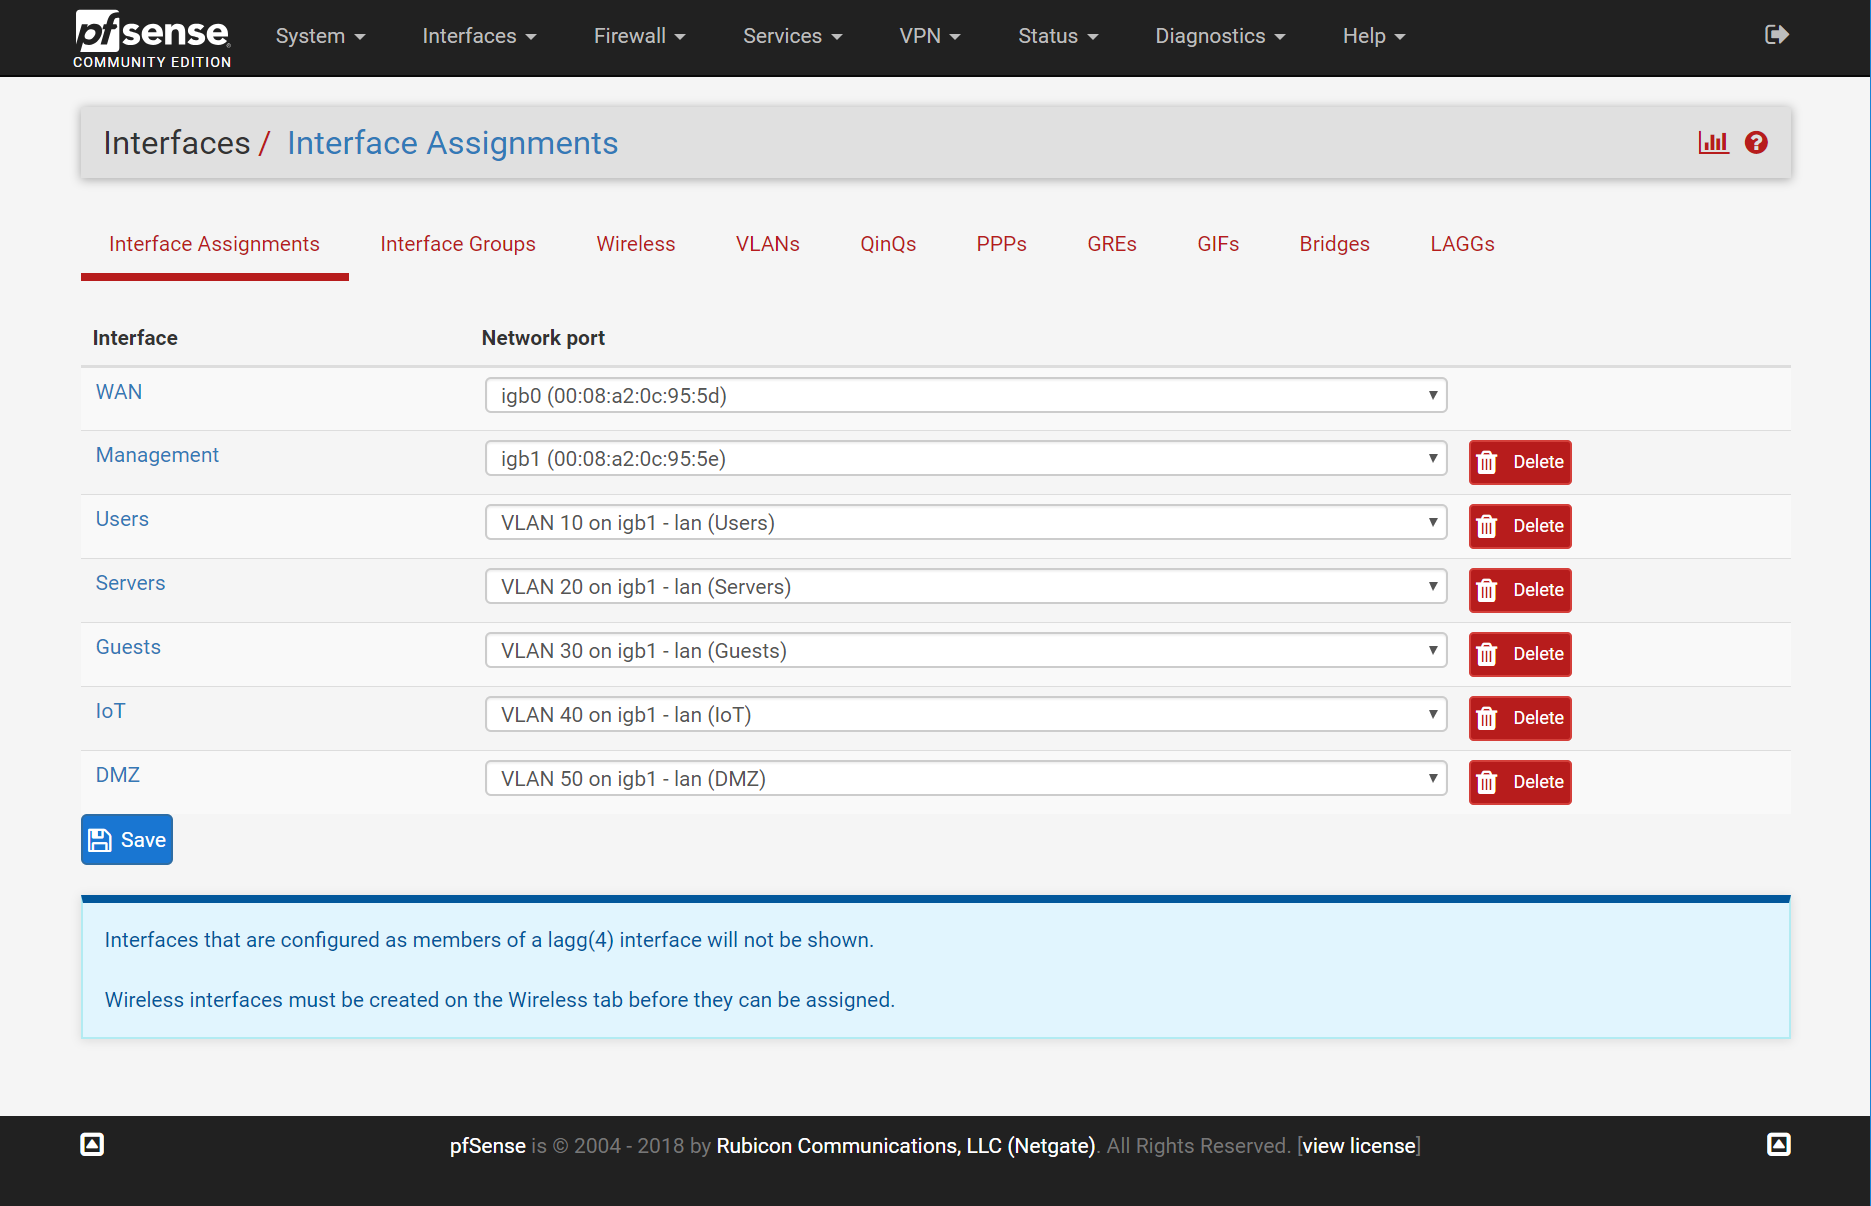 pfsense System Interfaces Firewall Services VPN Status Diagnostics Help
COMMUNITY EDITION
Interfaces / Interface Assignments
Interface Assignments Interface Groups Wireless VLANs QinQs PPPs GREs GIFs Bridges LAGGs
Interface Network port
WAN igb0 (00:08:a2:0c:95:5d)
Management igb1 (00:08:a2:0c:95:5e) Delete
Users VLAN 10 on igb1 - lan (Users) Delete
Servers VLAN 20 on igb1 - lan (Servers) Delete
Guests VLAN 30 on igb1 - lan (Guests) Delete
IoT VLAN 40 on igb1 - lan (IoT) Delete
DMZ VLAN 50 on igb1 - lan (DMZ) Delete
Save
Interfaces that are configured as members of a lagg(4) interface will not be shown.
Wireless interfaces must be created on the Wireless tab before they can be assigned.
pfSense is © 2004 - 2018 by Rubicon Communications, LLC (Netgate). All Rights Reserved. [view license]